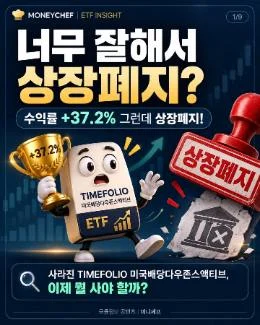 MONEYCHEF | ETF INSIGHT
1/9
너무 잘해서
상장폐지?
수익률 +37.2% 그런데 상장폐지!
+37.2%
상장폐지
TIMEFOLIO
미국배당다우존스액티브
ETF
사라진 TIMEFOLIO 미국배당다우존스액티브,
이제 뭘 사야 할까?